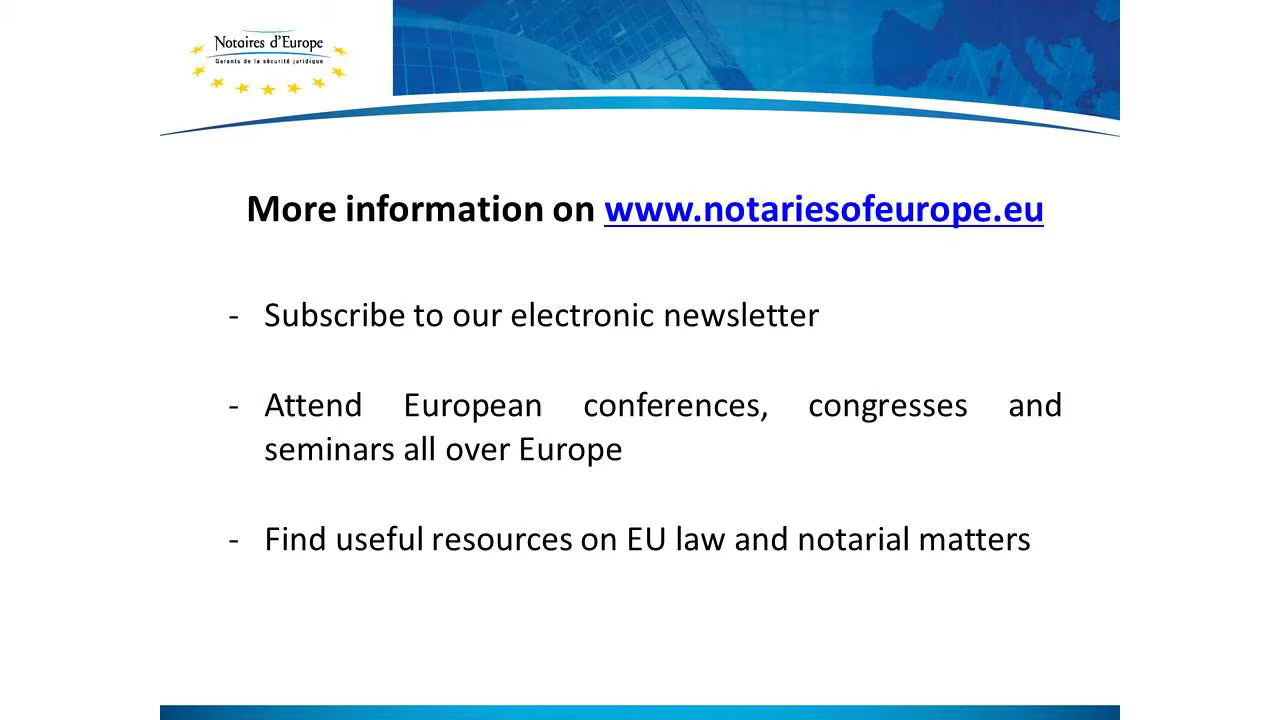 Notaires d'Europe
Garants de la sécurité juridique
More information on www.notariesofeurope.eu
- Subscribe to our electronic newsletter
- Attend European conferences, congresses and
seminars all over Europe
- Find useful resources on EU law and notarial matters